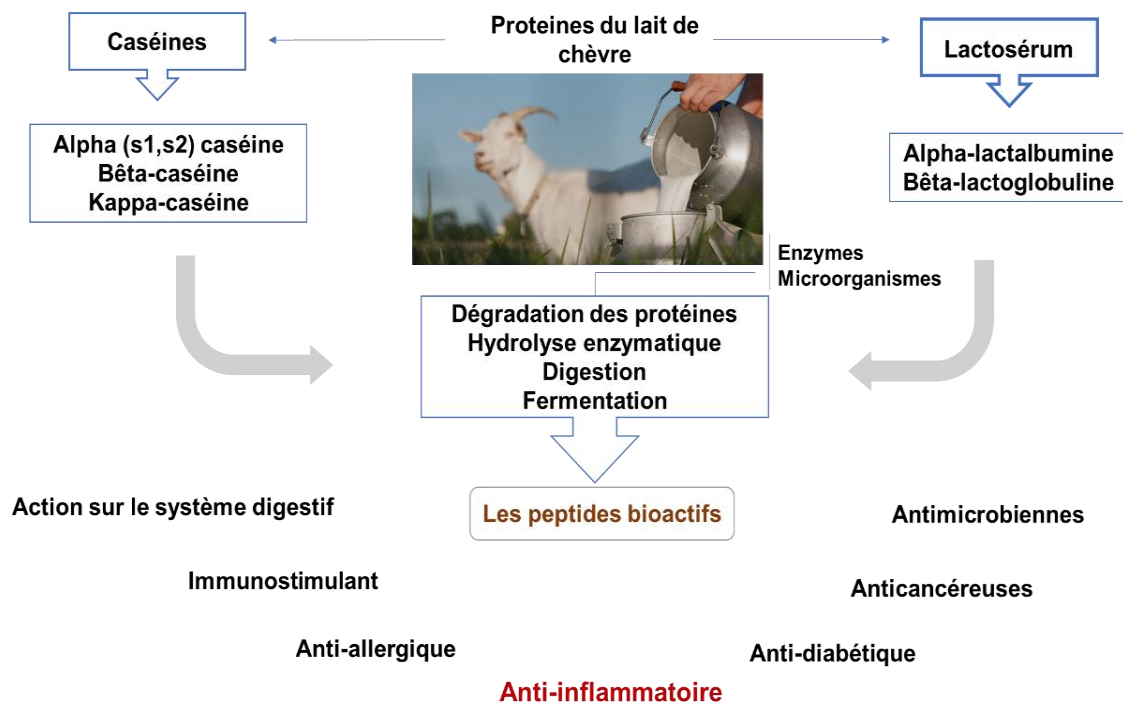 Caséines
Proteines du lait de
chèvre
Lactosérum
Alpha (s1,s2) caséine
Bêta-caséine
Kappa-caséine
Alpha-lactalbumine
Bêta-lactoglobuline
Enzymes
Microorganismes
Dégradation des protéines
Hydrolyse enzymatique
Digestion
Fermentation
Action sur le système digestif
Les peptides bioactifs
Antimicrobiennes
Immunostimulant
Anticancéreuses
Anti-allergique
Anti-diabétique
Anti-inflammatoire